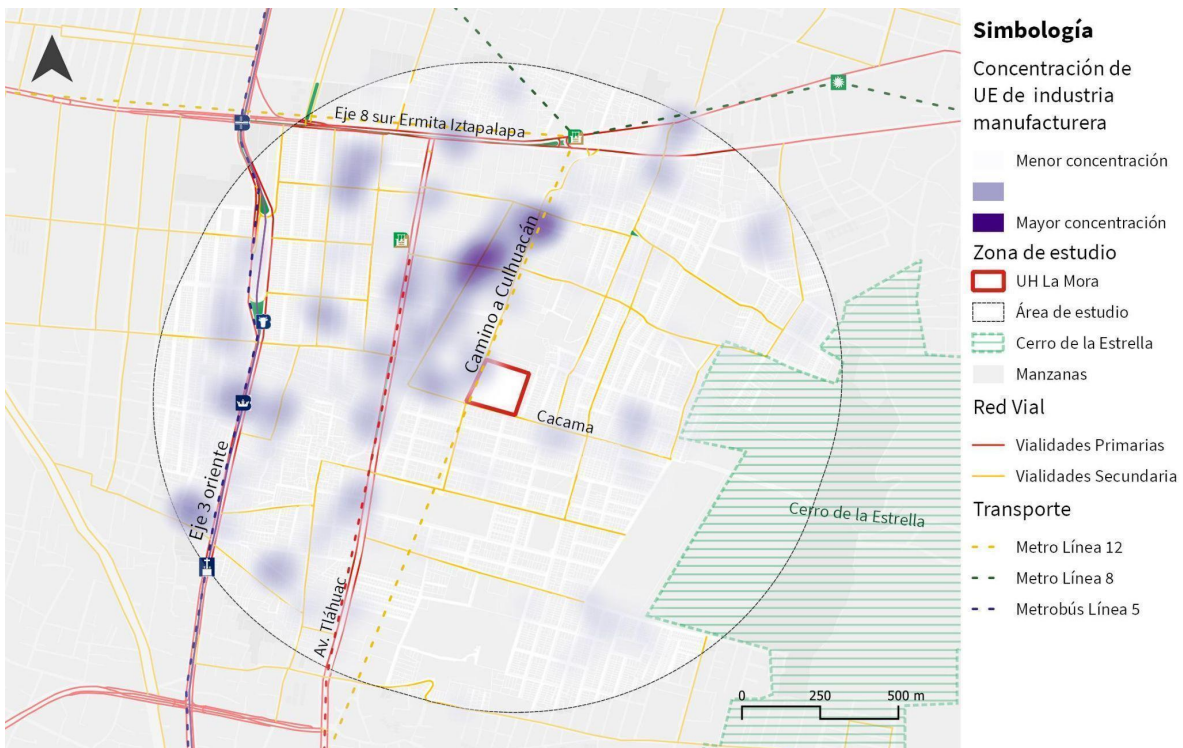 Simbología
Concentración de
UE de industria
manufacturera
Menor concentración
Mayor concentración
Zona de estudio
UH La Mora
Área de estudio
Cerro de la Estrella
Manzanas
Red Vial
Vialidades Primarias
Vialidades Secundaria
Transporte
Metro Línea 12
Metro Línea 8
Metrobús Línea 5
Eje 8 sur Ermita Iztapalapa
Camino a Culhuacán
Cacama
Eje 3 oriente
Av. Tláhuac
Cerro de la Estrella
0 250 500 m